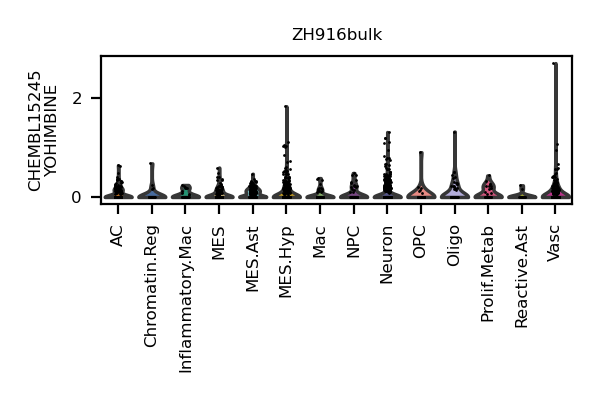 ZH916bulk
CHEMBL15245
YOHIMBINE
2
0
AC
Chromatin.Reg
Inflammatory.Mac
MES
MES.Ast
MES.Hyp
Mac
NPC
Neuron
OPC
Oligo
Prolif.Metab
Reactive.Ast
Vasc